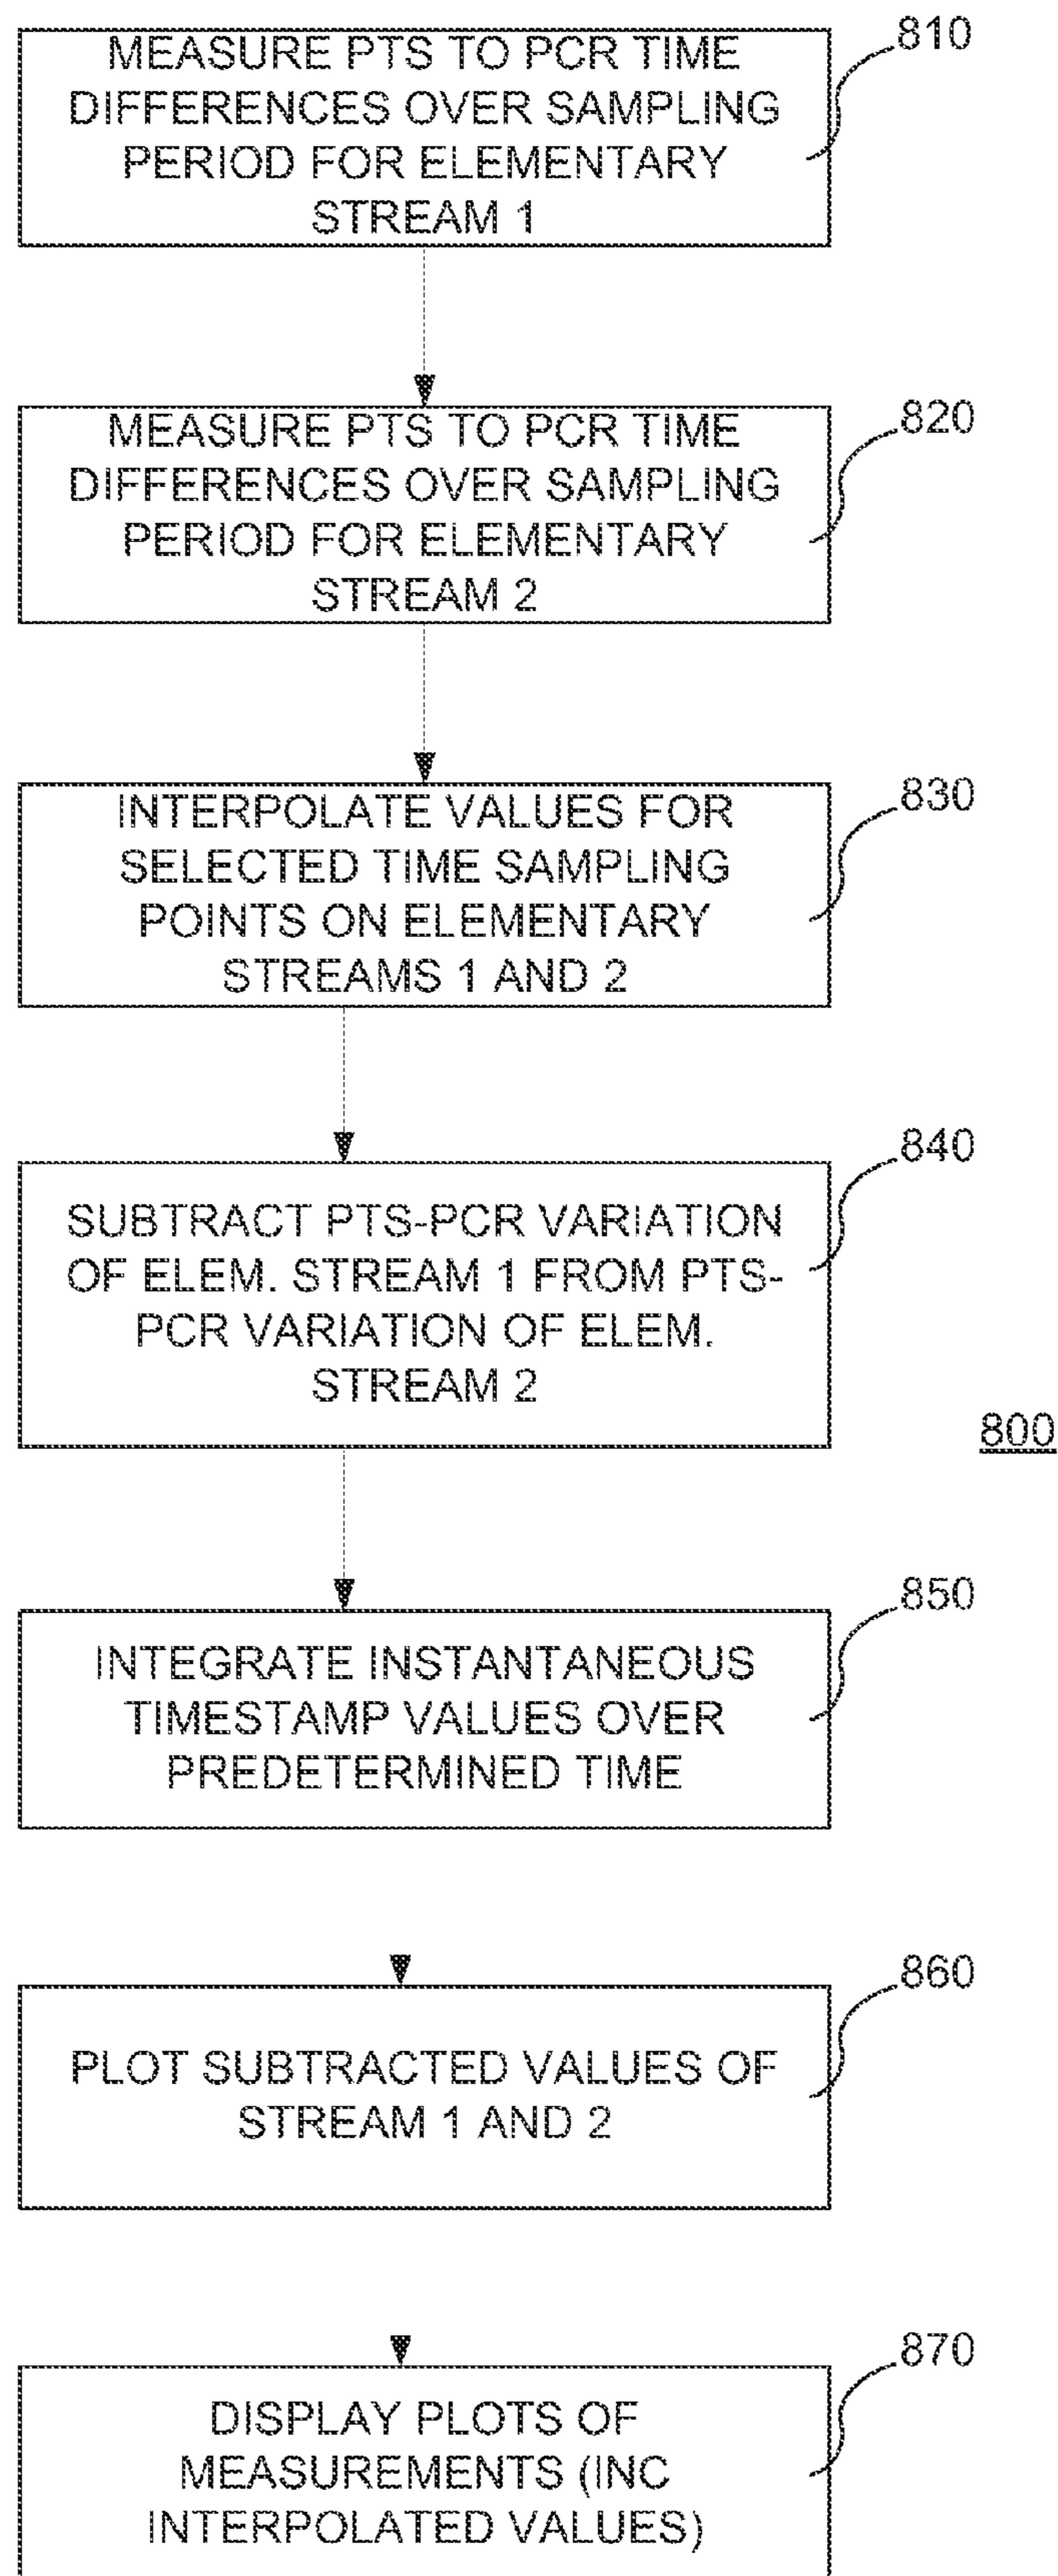 MEASURE PTS TO PCR TIME
DIFFERENCES OVER SAMPLING
PERIOD FOR ELEMENTARY
STREAM 1
810
MEASURE PTS TO PCR TIME
DIFFERENCES OVER SAMPLING
PERIOD FOR ELEMENTARY
STREAM 2
820
INTERPOLATE VALUES FOR
SELECTED TIME SAMPLING
POINTS ON ELEMENTARY
STREAMS 1 AND 2
830
SUBTRACT PTS-PCR VARIATION
OF ELEM. STREAM 1 FROM PTS-
PCR VARIATION OF ELEM.
STREAM 2
840
800
INTEGRATE INSTANTANEOUS
TIMESTAMP VALUES OVER
PREDETERMINED TIME
850
PLOT SUBTRACTED VALUES OF
STREAM 1 AND 2
860
DISPLAY PLOTS OF
MEASUREMENTS (INC
INTERPOLATED VALUES)
870